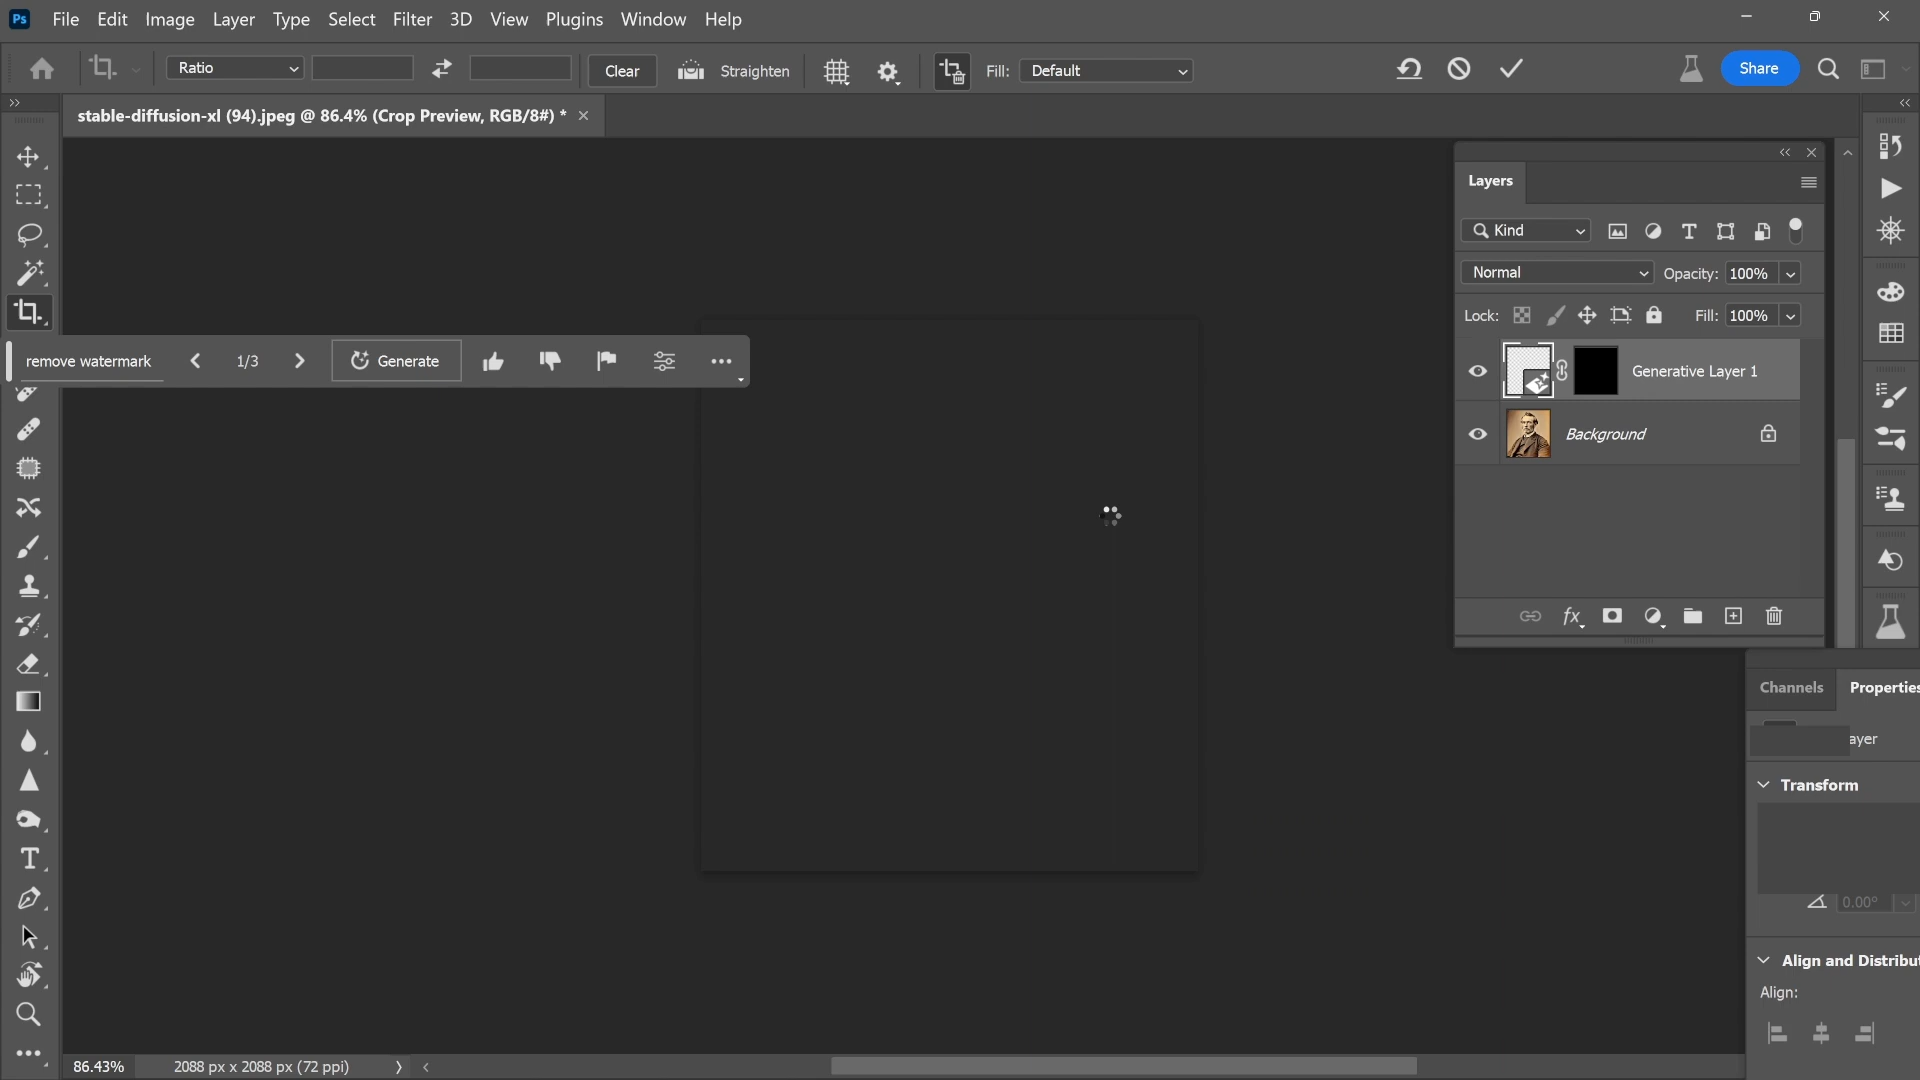 Ps File Edit Image Layer Type Select Filter 3D View Plugins Window Help
Ratio Clear Straighten Fill: Default Share
stable-diffusion-xl (94).jpeg @ 86.4% (Crop Preview, RGB/8#) *
Layers
Kind
Normal Opacity: 100%
Lock: Fill: 100%
remove watermark 1/3 Generate
Generative Layer 1
Background
fx
Channels Properties
ayer
Transform
0.00°
Align and Distribut
Align:
86.43% 2088 px x 2088 px (72 ppi)